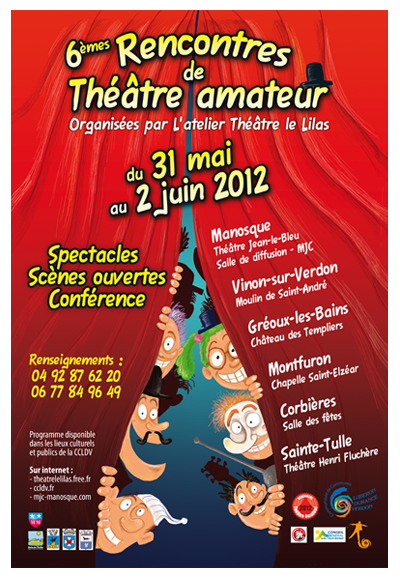 6èmes Rencontres
de
Théâtre amateur
Organisées par L'atelier Théâtre le Lilas
du 31 mai
au 2 juin 2012
Spectacles
Scènes ouvertes
Conférence
Manosque
Théâtre Jean-le-Bleu
Salle de diffusion - MJC
Vinon-sur-Verdon
Moulin de Saint-André
Gréoux-les-Bains
Château des Templiers
Montfuron
Chapelle Saint-Elzéar
Corbières
Salle des fêtes
Sainte-Tulle
Théâtre Henri Fluchère
Renseignements :
04 92 87 62 20
06 77 84 96 49
Programme disponible
dans les lieux culturels
et publics de la CCLDV
Sur internet :
- theatrelelilas.free.fr
- ccldv.fr
- mjc-manosque.com
LUBERON
DURANCE
VERDON